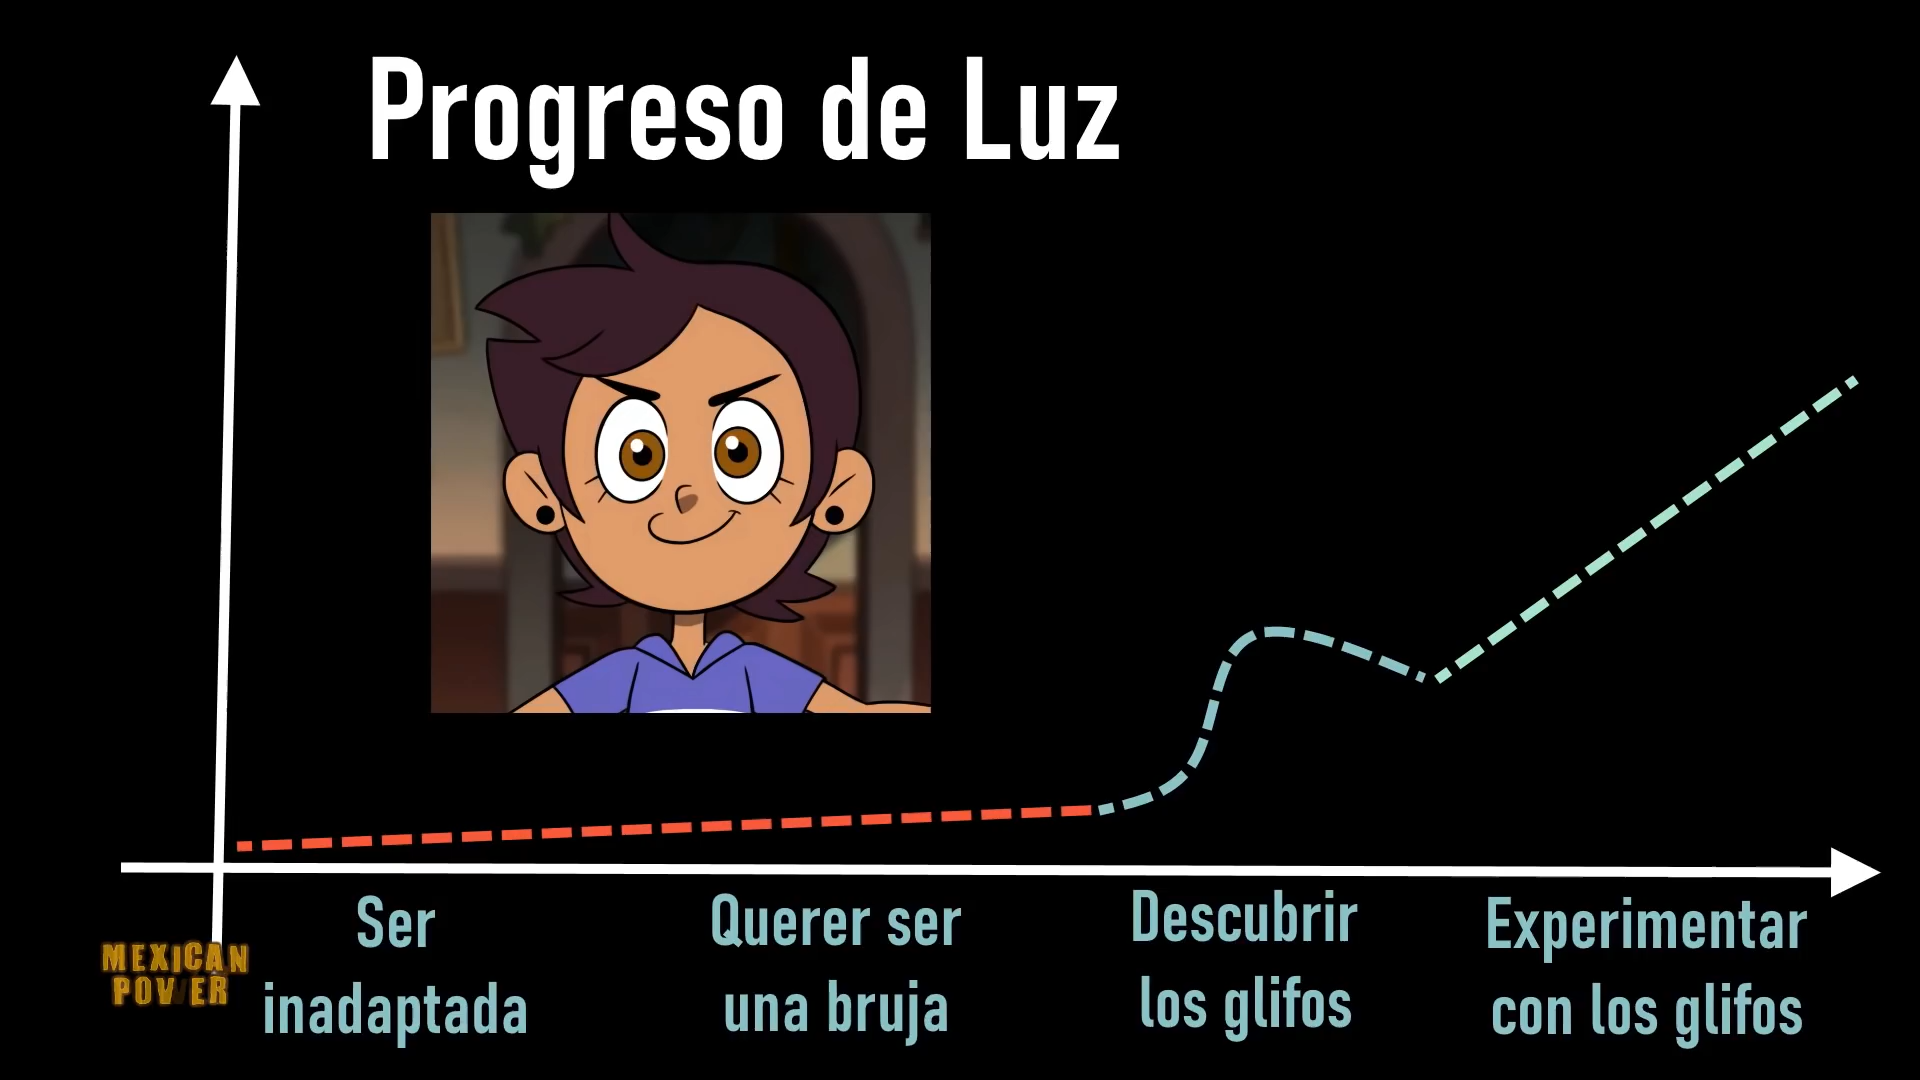 Progreso de Luz
Ser
inadaptada
Querer ser
una bruja
Descubrir
los glifos
Experimentar
con los glifos
MEXICAN
POWER